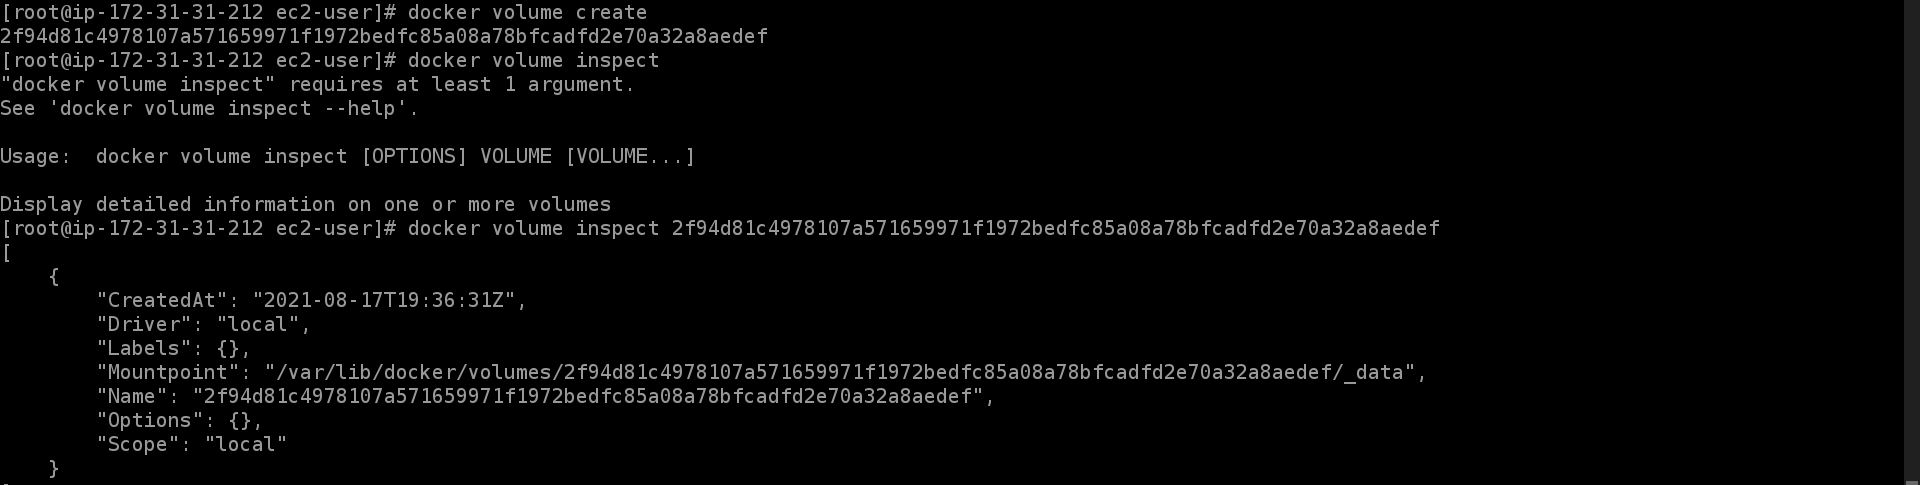 [root@ip-172-31-31-212 ec2-user]# docker volume create
2f94d81c4978107a571659971f1972bedfc85a08a78bfcadfd2e70a32a8aedef
[root@ip-172-31-31-212 ec2-user]# docker volume inspect
"docker volume inspect" requires at least 1 argument.
See 'docker volume inspect --help'.

Usage:  docker volume inspect [OPTIONS] VOLUME [VOLUME...]

Display detailed information on one or more volumes
[root@ip-172-31-31-212 ec2-user]# docker volume inspect 2f94d81c4978107a571659971f1972bedfc85a08a78bfcadfd2e70a32a8aedef
[
    {
        "CreatedAt": "2021-08-17T19:36:31Z",
        "Driver": "local",
        "Labels": {},
        "Mountpoint": "/var/lib/docker/volumes/2f94d81c4978107a571659971f1972bedfc85a08a78bfcadfd2e70a32a8aedef/_data",
        "Name": "2f94d81c4978107a571659971f1972bedfc85a08a78bfcadfd2e70a32a8aedef",
        "Options": {},
        "Scope": "local"
    }